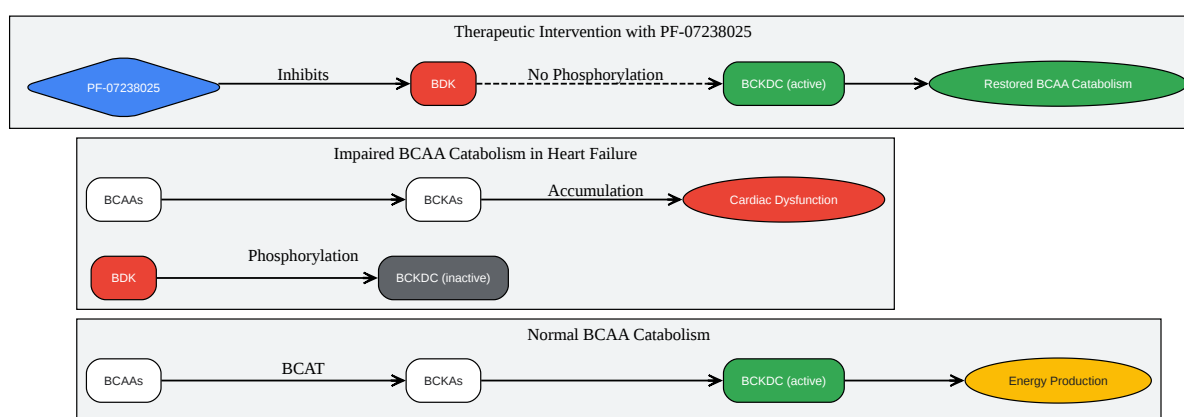 Therapeutic Intervention with PF-07238025
PF-07238025
Inhibits
BDK
No Phosphorylation
BCKDC (active)
Restored BCAA Catabolism
Impaired BCAA Catabolism in Heart Failure
BCAAs
BCKAs
Accumulation
Cardiac Dysfunction
BDK
Phosphorylation
BCKDC (inactive)
Normal BCAA Catabolism
BCAAs
BCAT
BCKAs
BCKDC (active)
Energy Production